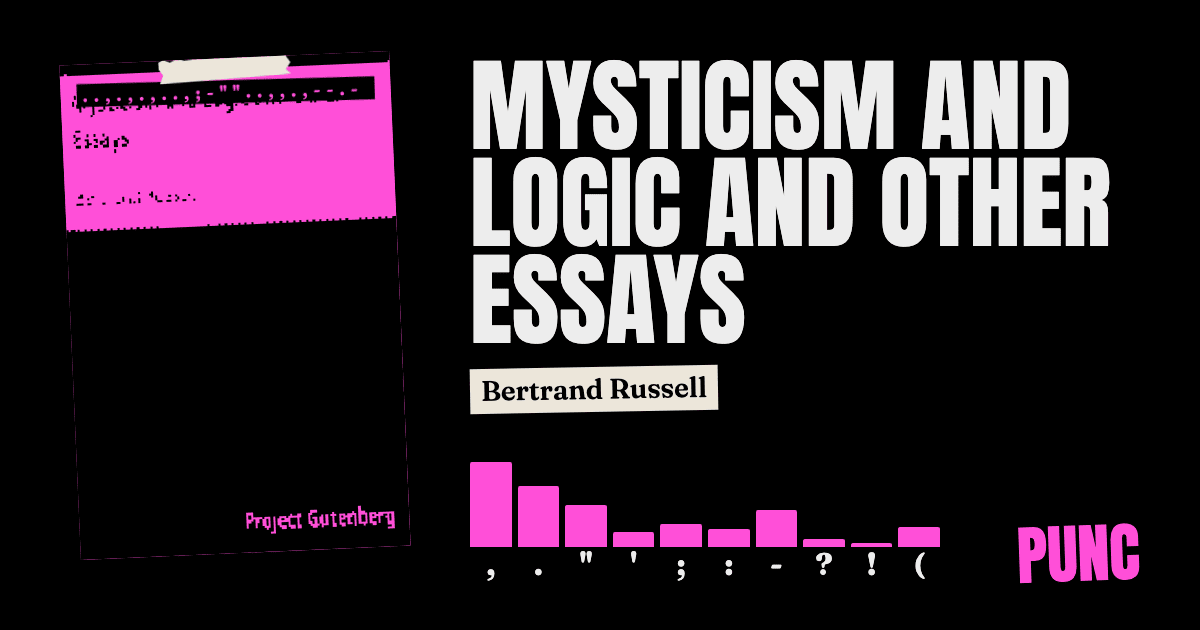 . . , . , . , . , ; - " " . , . , . , - - . -
Essays
Project Gutenberg
MYSTICISM AND
LOGIC AND OTHER
ESSAYS
Bertrand Russell
, . " ' ; : - ? ! (
PUNC